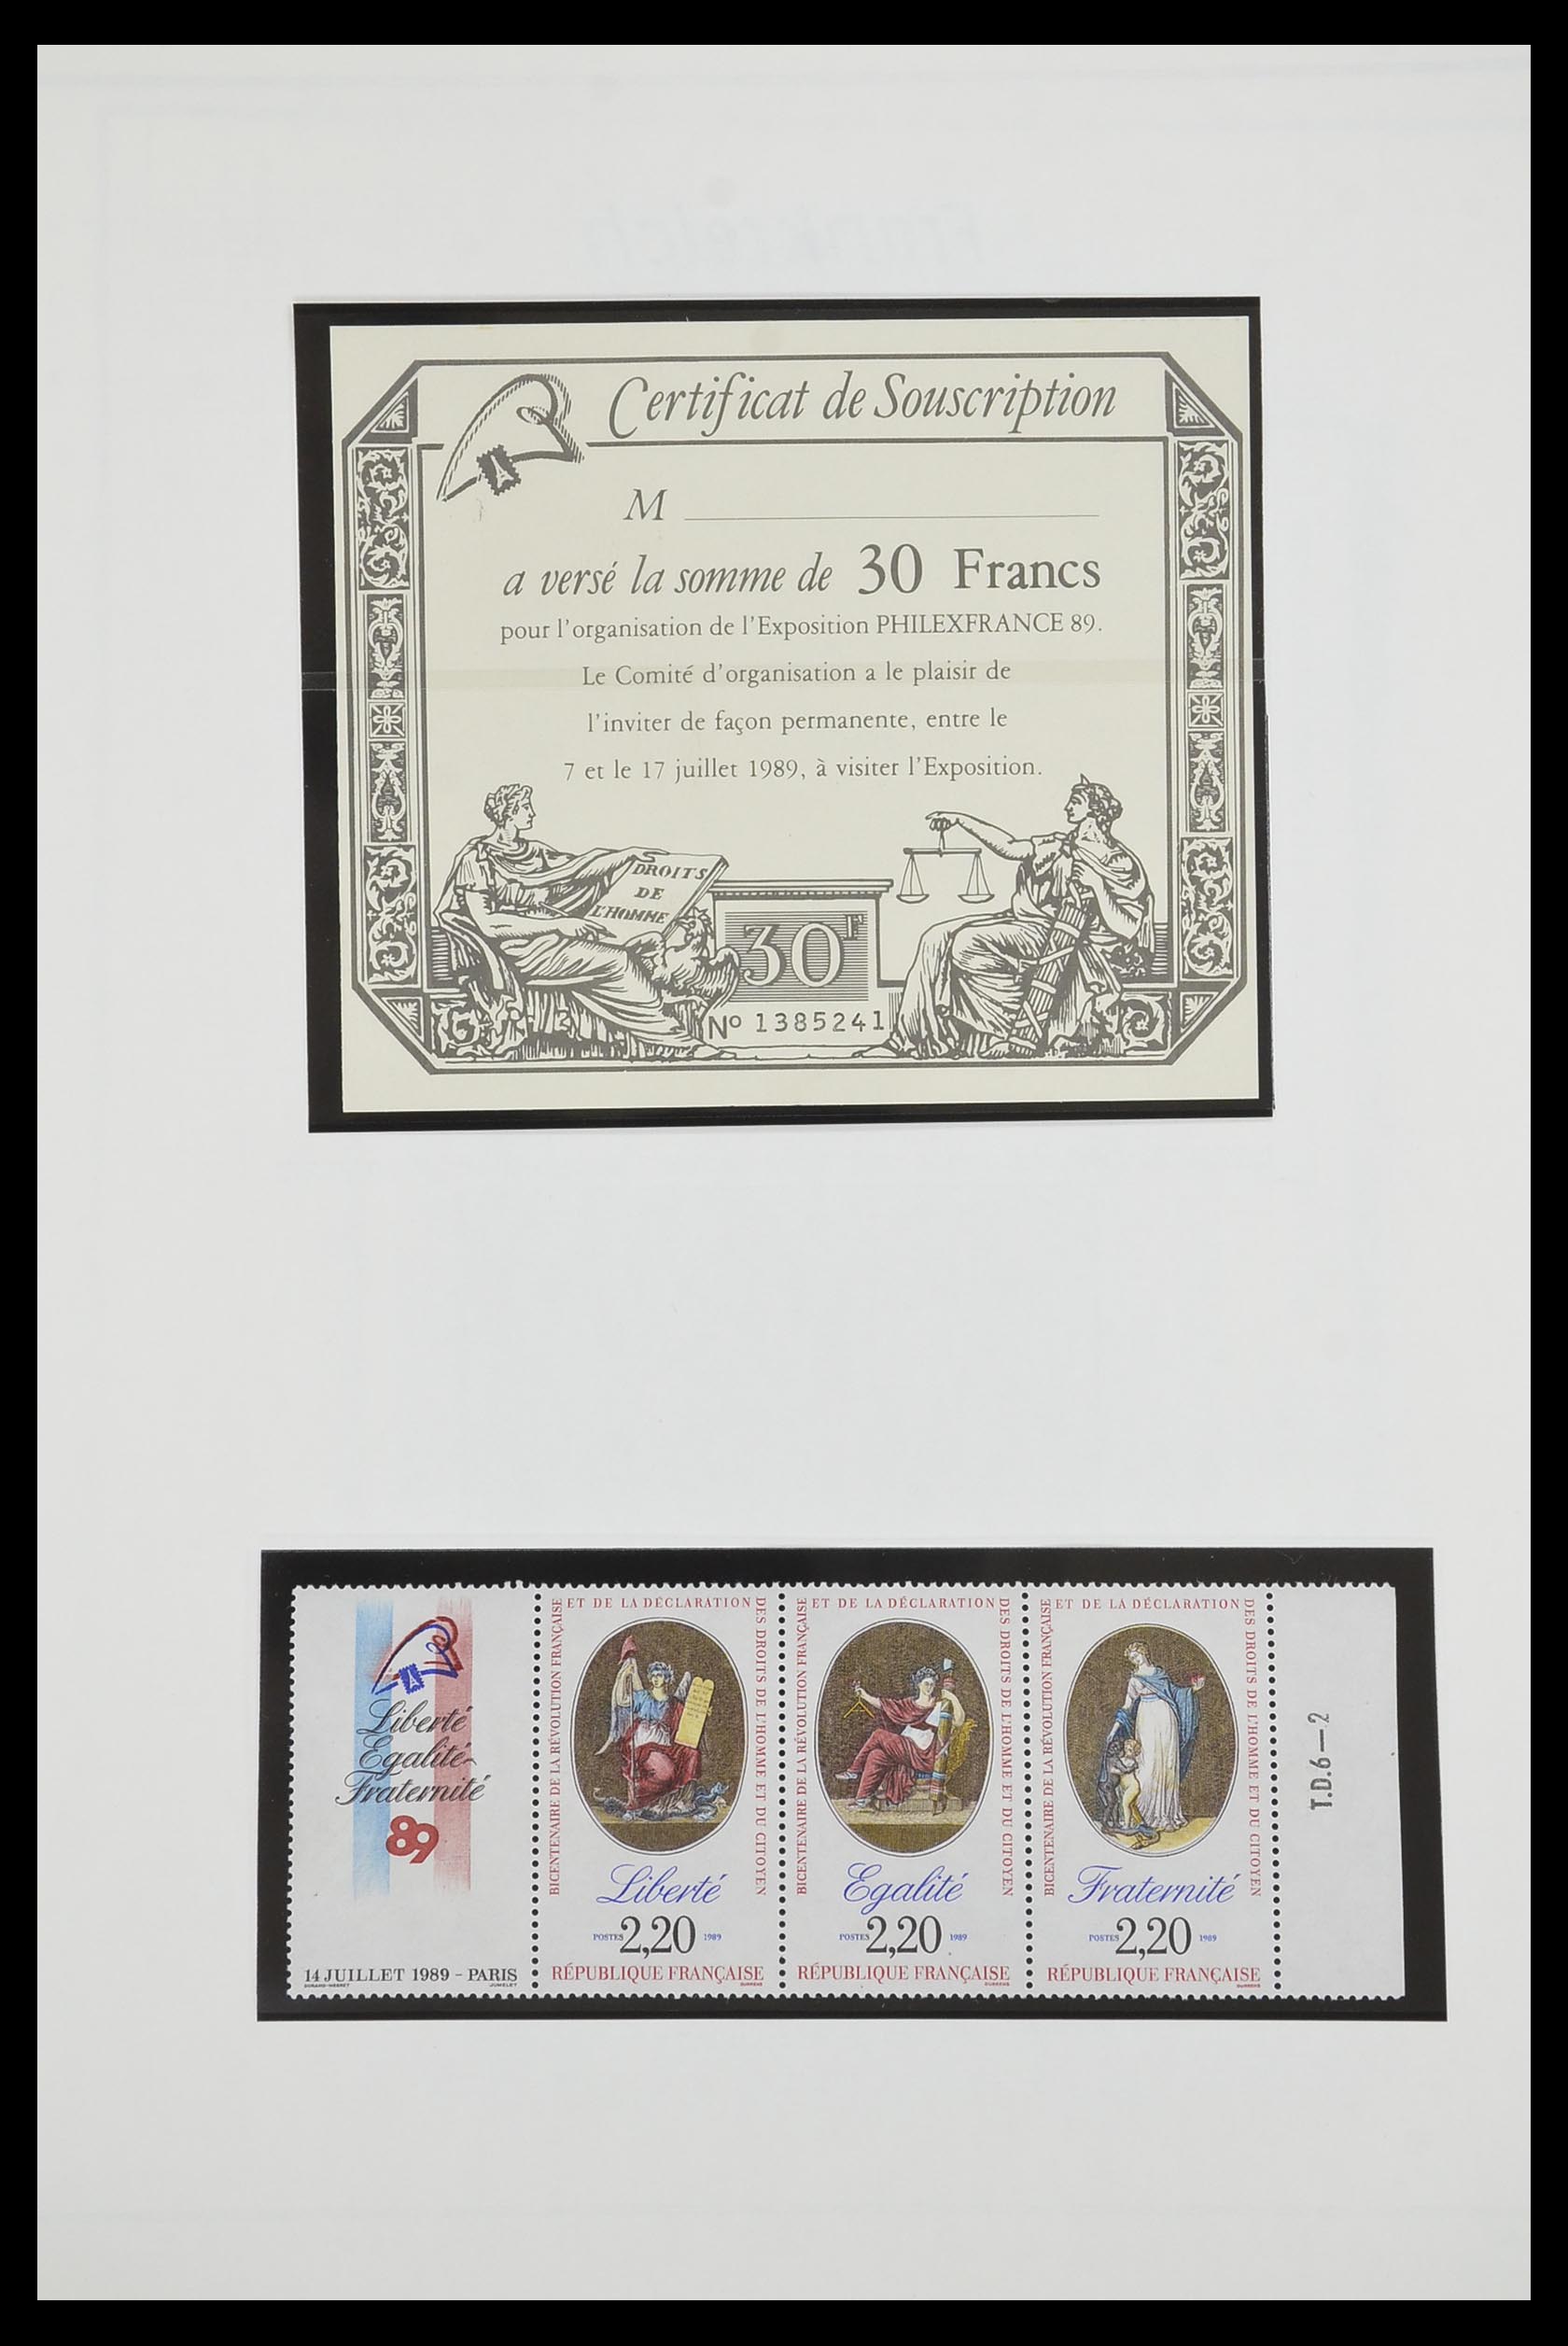 Certificat de Souscription
M
a versé la somme de 30 Francs
pour l'organisation de l'Exposition PHILEXFRANCE 89.
Le Comité d'organisation a le plaisir de
l'inviter de façon permanente, entre le
7 et le 17 juillet 1989, à visiter l'Exposition.
DROITS
DE
L'HOMME
30F
Nº 1385241
Liberté
Egalité
Fraternité
89
14 JUILLET 1989 - PARIS
DURAND-MEGRET JUMELET
BICENTENAIRE DE LA RÉVOLUTION FRANÇAISE
ET DE LA DÉCLARATION
DES DROITS DE L'HOMME ET DU CITOYEN
Liberté
POSTES 2,20 1989
RÉPUBLIQUE FRANÇAISE
DURRENS
BICENTENAIRE DE LA RÉVOLUTION FRANÇAISE
ET DE LA DÉCLARATION
DES DROITS DE L'HOMME ET DU CITOYEN
Egalité
POSTES 2,20 1989
RÉPUBLIQUE FRANÇAISE
DURRENS
BICENTENAIRE DE LA RÉVOLUTION FRANÇAISE
ET DE LA DÉCLARATION
DES DROITS DE L'HOMME ET DU CITOYEN
Fraternité
POSTES 2,20 1989
RÉPUBLIQUE FRANÇAISE
DURRENS
T.D.6—2